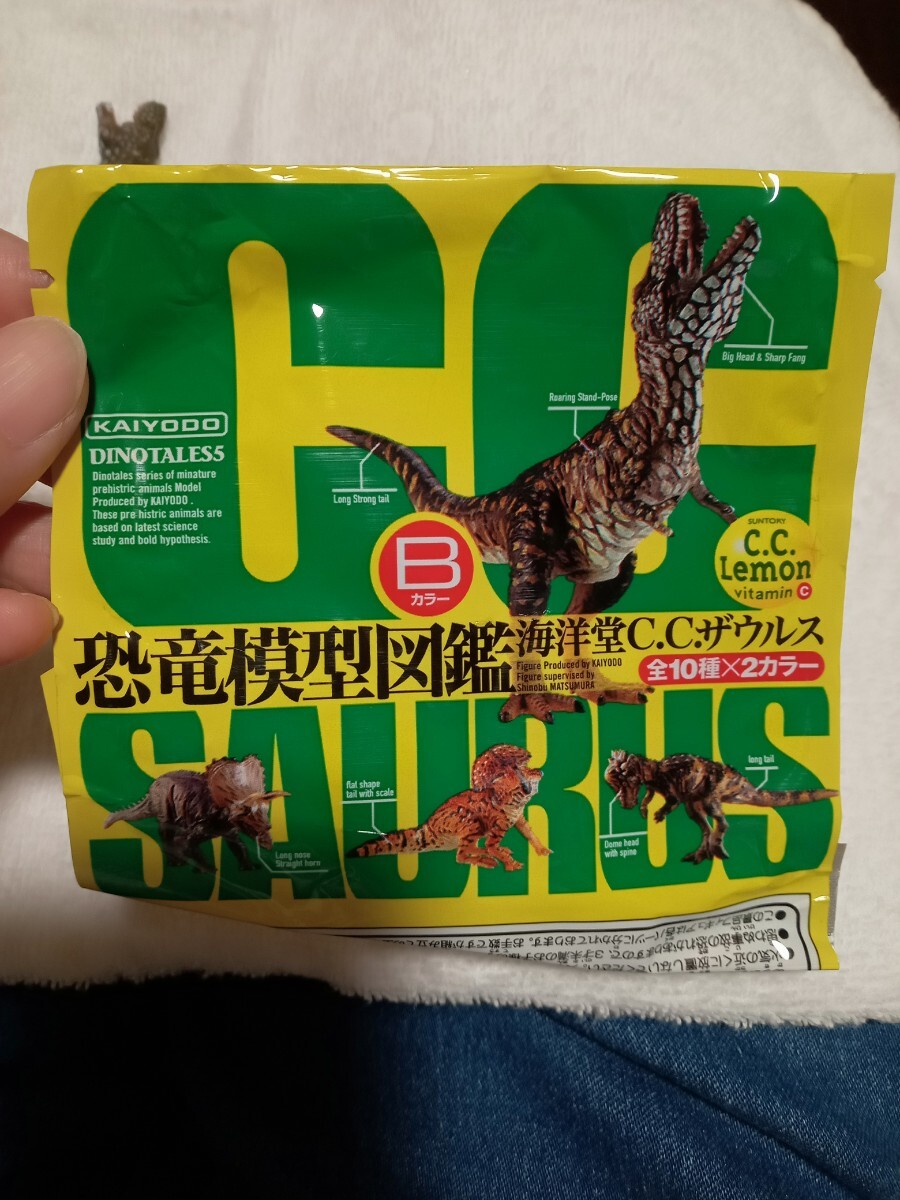 CC
Big Head & Sharp Fang
Roaring Stand-Pose
KAIYODO
DINOTALES5
Dinotales series of minature
prehistric animals Model
Produced by KAIYODO .
These pre histric animals are
based on latest science
study and bold hypothesis.
Long Strong tail
B
カラー
SUNTORY
C.C.
Lemon
vitamin C
恐竜模型図鑑
海洋堂C.C.ザウルス
Figure Produced by KAIYODO
Figure supervised by
Shinobu MATSUMURA
全10種×2カラー
SAURUS
flat shape
tail with scale
long tail
Long nose
Straight horn
Dome head
with spine